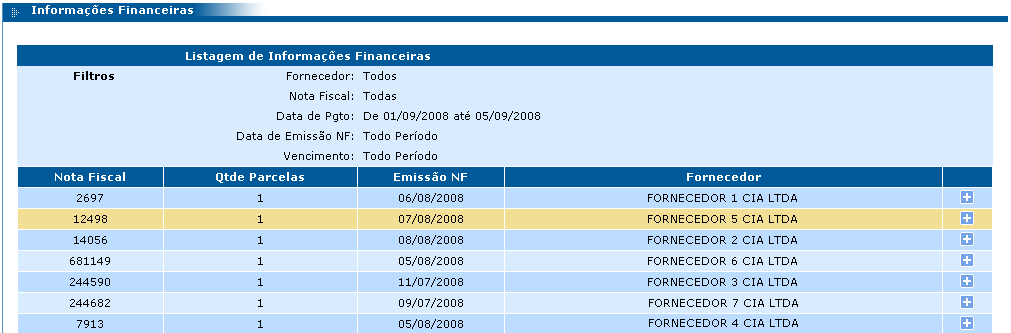 Informações Financeiras
Listagem de Informações Financeiras
Filtros Fornecedor: Todos
Nota Fiscal: Todas
Data de Pgto: De 01/09/2008 até 05/09/2008
Data de Emissão NF: Todo Período
Vencimento: Todo Período
Nota Fiscal Qtde Parcelas Emissão NF Fornecedor
2697 1 06/08/2008 FORNECEDOR 1 CIA LTDA
12498 1 07/08/2008 FORNECEDOR 5 CIA LTDA
14056 1 08/08/2008 FORNECEDOR 2 CIA LTDA
681149 1 05/08/2008 FORNECEDOR 6 CIA LTDA
244590 1 11/07/2008 FORNECEDOR 3 CIA LTDA
244682 1 09/07/2008 FORNECEDOR 7 CIA LTDA
7913 1 05/08/2008 FORNECEDOR 4 CIA LTDA